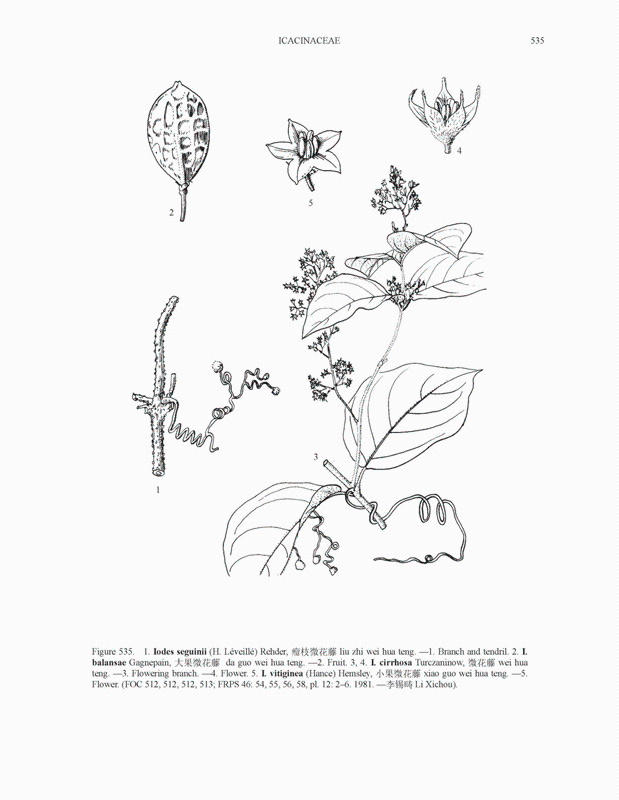 ICACINACEAE 535
4
5
2
3
1
Figure 535. 1. Iodes seguinii (H. Léveillé) Rehder, 瘤枝微花藤 liu zhi wei hua teng. —1. Branch and tendril. 2. I.
balansae Gagnepain, 大果微花藤 da guo wei hua teng. —2. Fruit. 3, 4. I. cirrhosa Turczaninow, 微花藤 wei hua
teng. —3. Flowering branch. —4. Flower. 5. I. vitiginea (Hance) Hemsley, 小果微花藤 xiao guo wei hua teng. —5.
Flower. (FOC 512, 512, 512, 513; FRPS 46: 54, 55, 56, 58, pl. 12: 2–6. 1981. —李锡畴 Li Xichou).